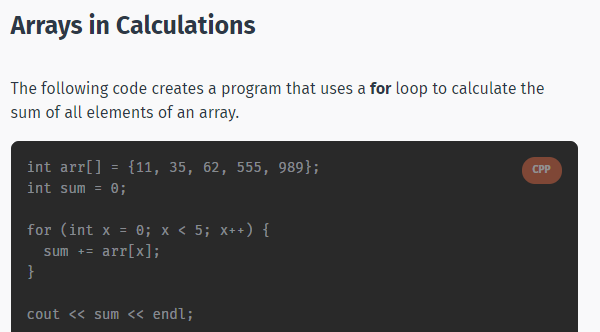 Arrays in Calculations
The following code creates a program that uses a for loop to calculate the
sum of all elements of an array.
int arr[] = {11, 35, 62, 555, 989};
CPP
int sum = 0;
for (int x = 0; x < 5; x++) {
  sum += arr[x];
}
cout << sum << endl;